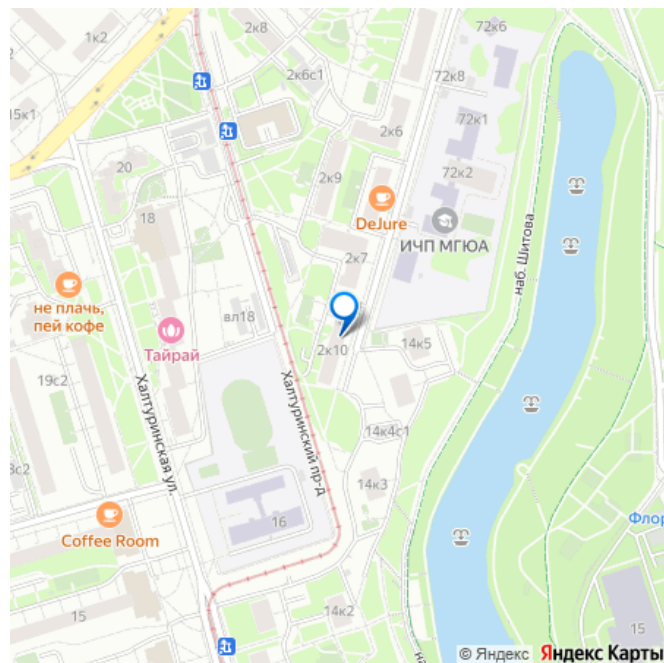 1к2
2к8
72к6
2к6с1
72к8
15к1
72к1
2к6
20
72к2
2к9
DeJure
18
ИЧП МГЮА
наб. Шитова
2к7
не плачь,
пей кофе
вл18
Тайрай
14к5
2к10
19с2
Халтуринская ул.
Халтуринский пр-д
14к4с1
14к3
Coffee Room
16
15
14к2
15
© Яндекс Яндекс Карты